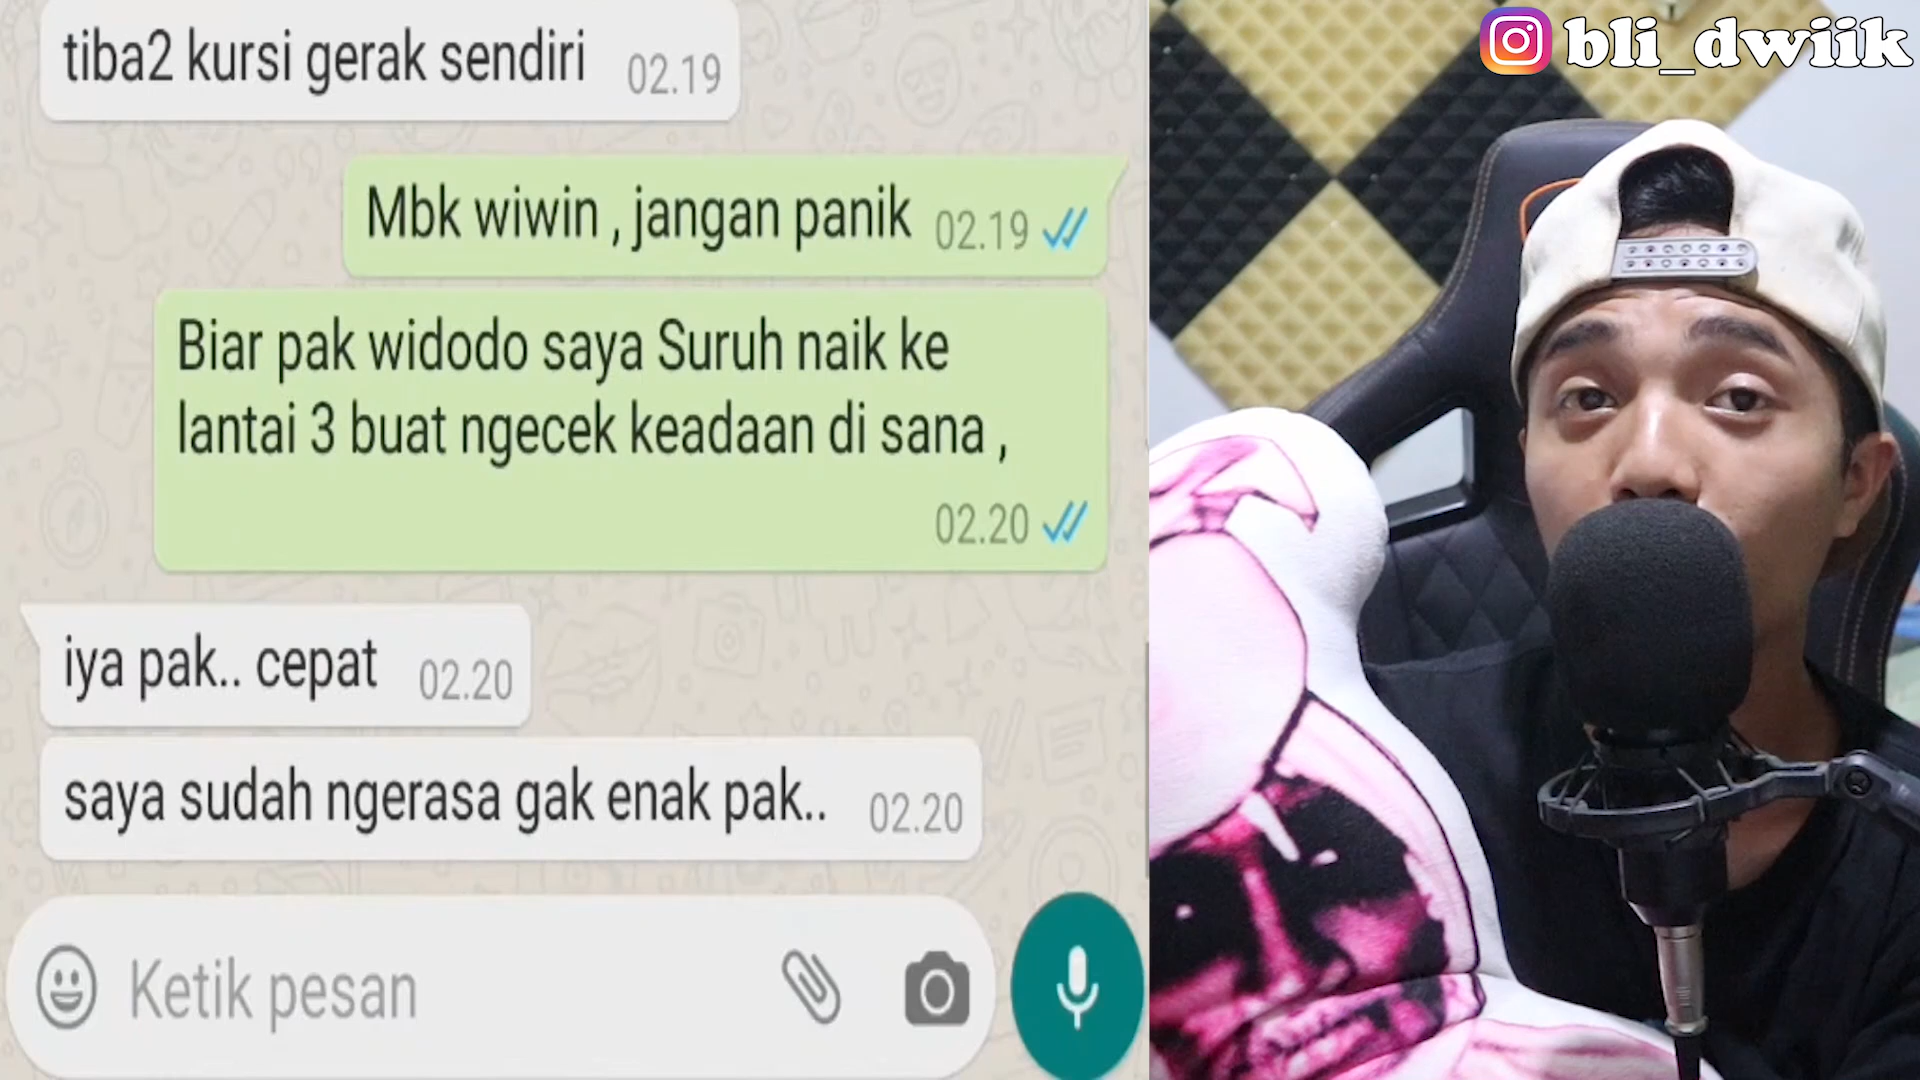 bli_dwiik
tiba2 kursi gerak sendiri 02.19
Mbk wiwin , jangan panik 02.19
Biar pak widodo saya Suruh naik ke
lantai 3 buat ngecek keadaan di sana ,
02.20
iya pak.. cepat 02.20
saya sudah ngerasa gak enak pak.. 02.20
Ketik pesan